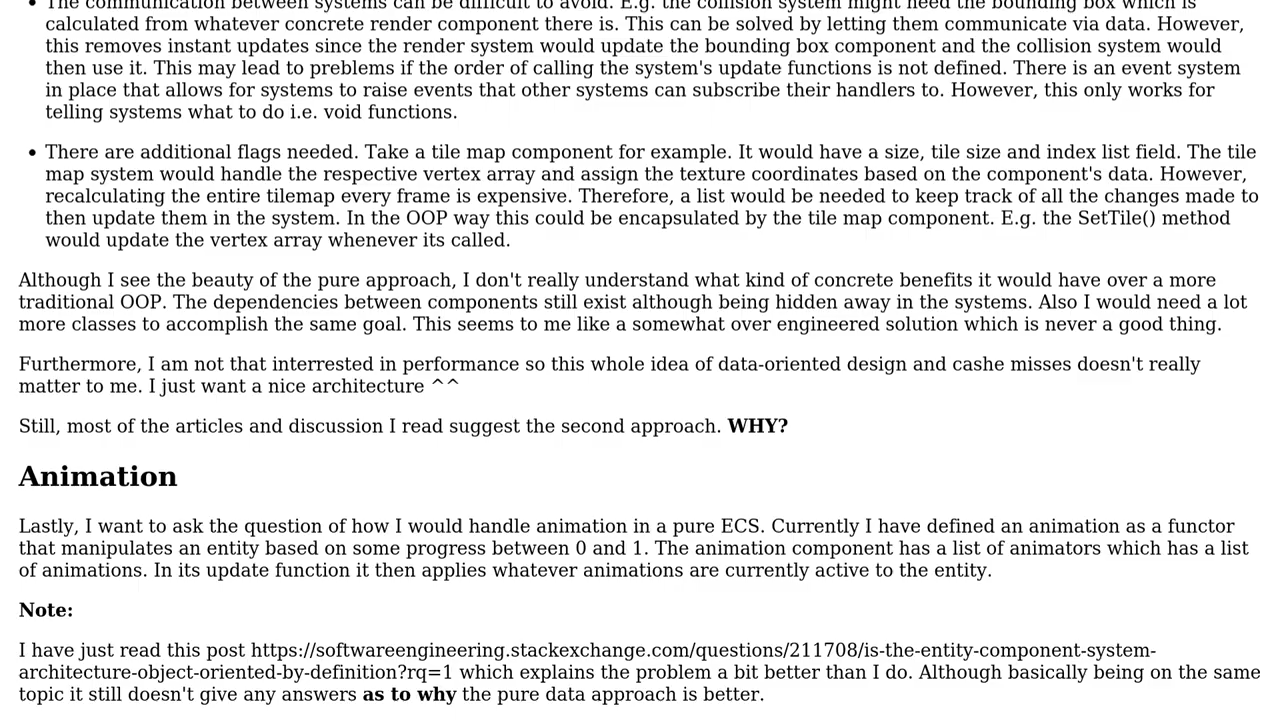 The communication between systems can be difficult to avoid. E.g. the collision system might need the bounding box which is
calculated from whatever concrete render component there is. This can be solved by letting them communicate via data. However,
this removes instant updates since the render system would update the bounding box component and the collision system would
then use it. This may lead to preblems if the order of calling the system's update functions is not defined. There is an event system
in place that allows for systems to raise events that other systems can subscribe their handlers to. However, this only works for
telling systems what to do i.e. void functions.
There are additional flags needed. Take a tile map component for example. It would have a size, tile size and index list field. The tile
map system would handle the respective vertex array and assign the texture coordinates based on the component's data. However,
recalculating the entire tilemap every frame is expensive. Therefore, a list would be needed to keep track of all the changes made to
then update them in the system. In the OOP way this could be encapsulated by the tile map component. E.g. the SetTile() method
would update the vertex array whenever its called.
Although I see the beauty of the pure approach, I don't really understand what kind of concrete benefits it would have over a more
traditional OOP. The dependencies between components still exist although being hidden away in the systems. Also I would need a lot
more classes to accomplish the same goal. This seems to me like a somewhat over engineered solution which is never a good thing.
Furthermore, I am not that interrested in performance so this whole idea of data-oriented design and cashe misses doesn't really
matter to me. I just want a nice architecture ^^
Still, most of the articles and discussion I read suggest the second approach. WHY?
Animation
Lastly, I want to ask the question of how I would handle animation in a pure ECS. Currently I have defined an animation as a functor
that manipulates an entity based on some progress between 0 and 1. The animation component has a list of animators which has a list
of animations. In its update function it then applies whatever animations are currently active to the entity.
Note:
I have just read this post https://softwareengineering.stackexchange.com/questions/211708/is-the-entity-component-system-
architecture-object-oriented-by-definition?rq=1 which explains the problem a bit better than I do. Although basically being on the same
topic it still doesn't give any answers as to why the pure data approach is better.